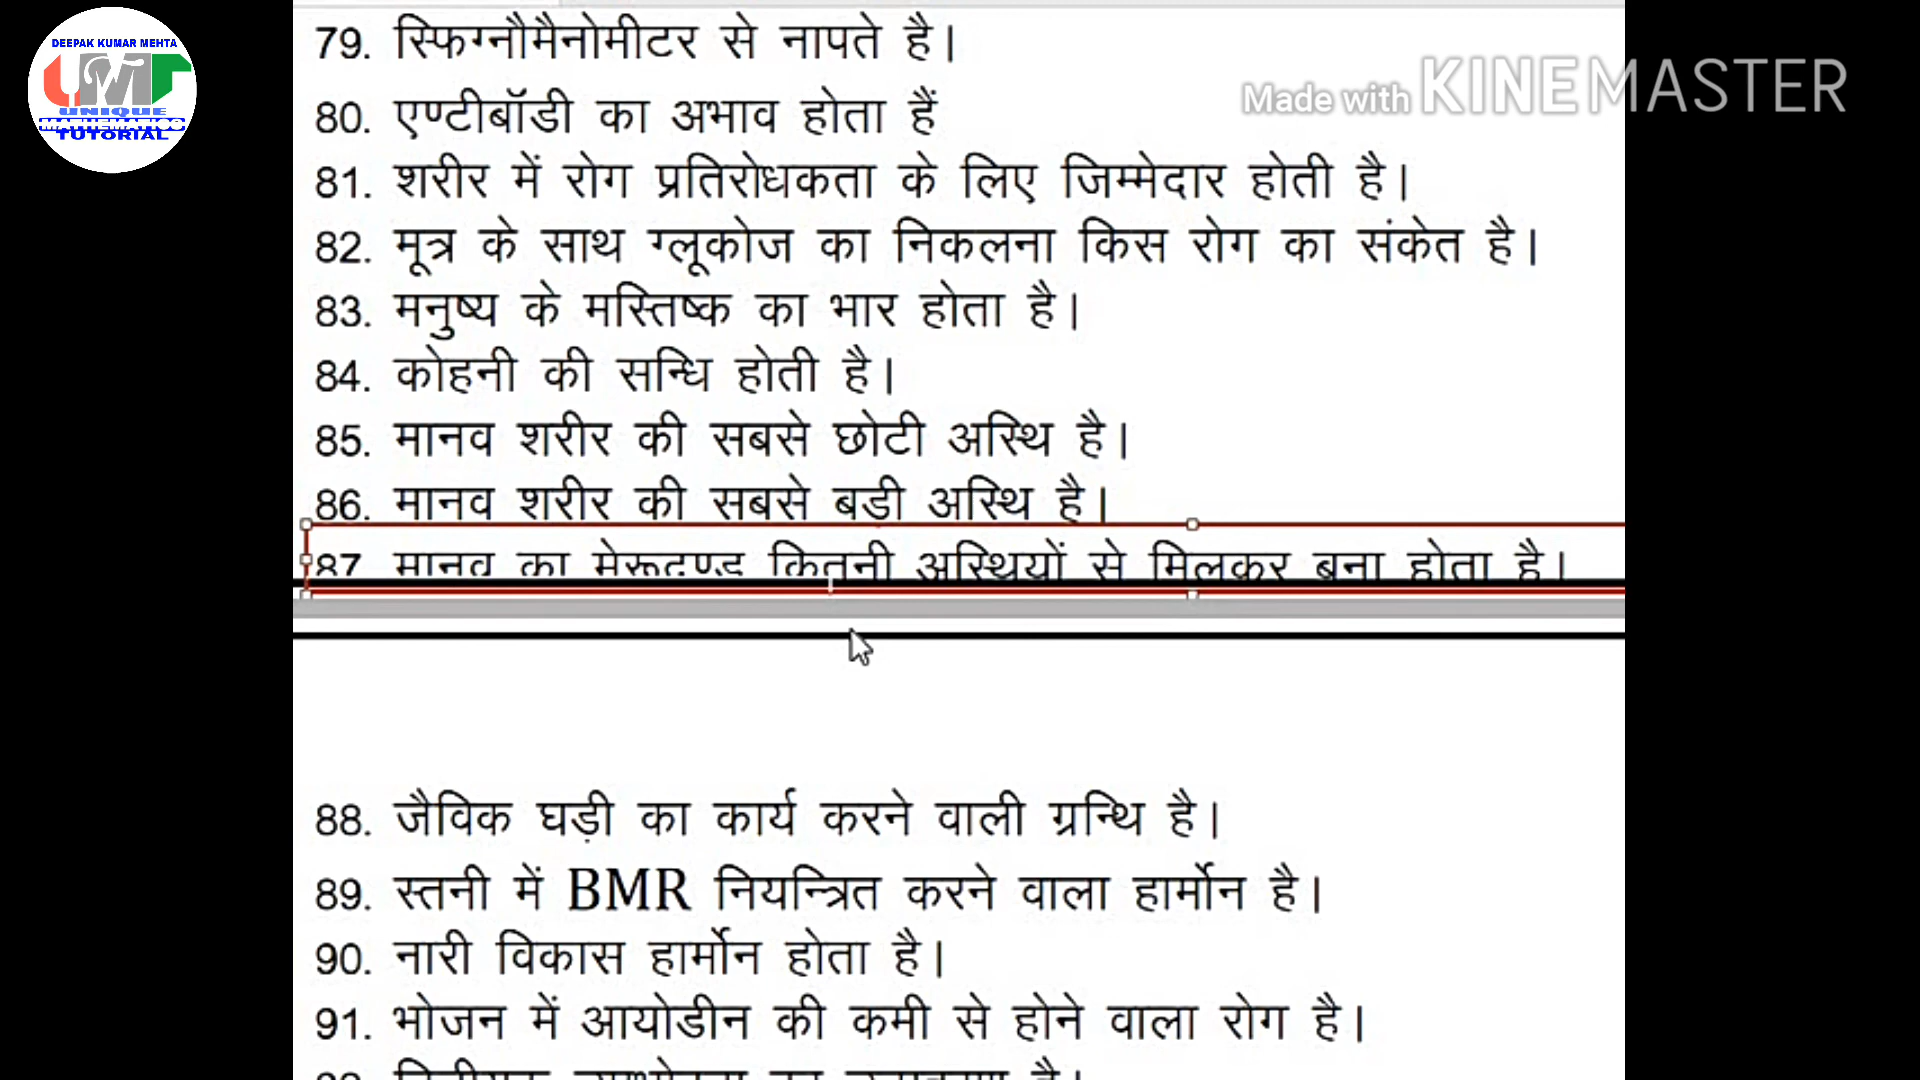 DEEPAK KUMAR MEHTA
UMT
UNIQUE
MATHEMATICS
TUTORIAL
Made with KINEMASTER
79. स्फिग्नौमैनोमीटर से नापते है।
80. एण्टीबॉडी का अभाव होता हैं
81. शरीर में रोग प्रतिरोधकता के लिए जिम्मेदार होती है।
82. मूत्र के साथ ग्लूकोज का निकलना किस रोग का संकेत है।
83. मनुष्य के मस्तिष्क का भार होता है।
84. कोहनी की सन्धि होती है।
85. मानव शरीर की सबसे छोटी अस्थि है।
86. मानव शरीर की सबसे बडी अस्थि है।
87. मानव का मेरूदण्ड कितनी अस्थियों से मिलकर बना होता है।
88. जैविक घड़ी का कार्य करने वाली ग्रन्थि है।
89. स्तनी में BMR नियन्त्रित करने वाला हार्मोन है।
90. नारी विकास हार्मोन होता है।
91. भोजन में आयोडीन की कमी से होने वाला रोग है।